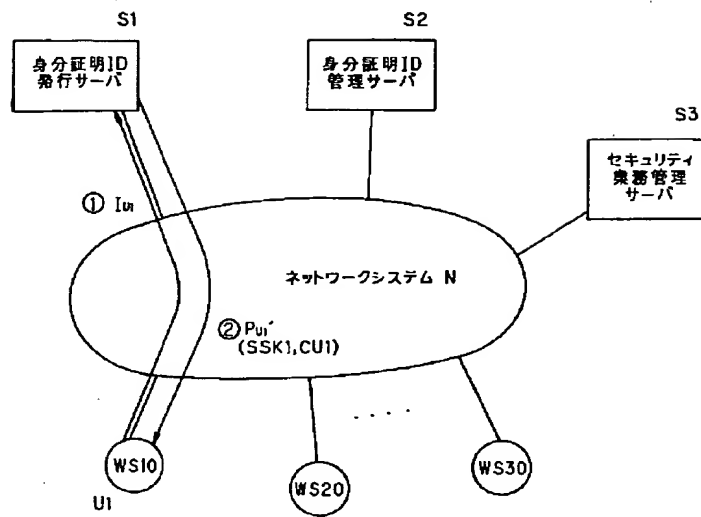 S1
身分証明ID
発行サーバ
S2
身分証明ID
管理サーバ
S3
セキュリティ
業務管理
サーバ
① IU1
ネットワークシステム N
② PU1'
(SSK1,CU1)
WS10
U1
WS20
....
WS30